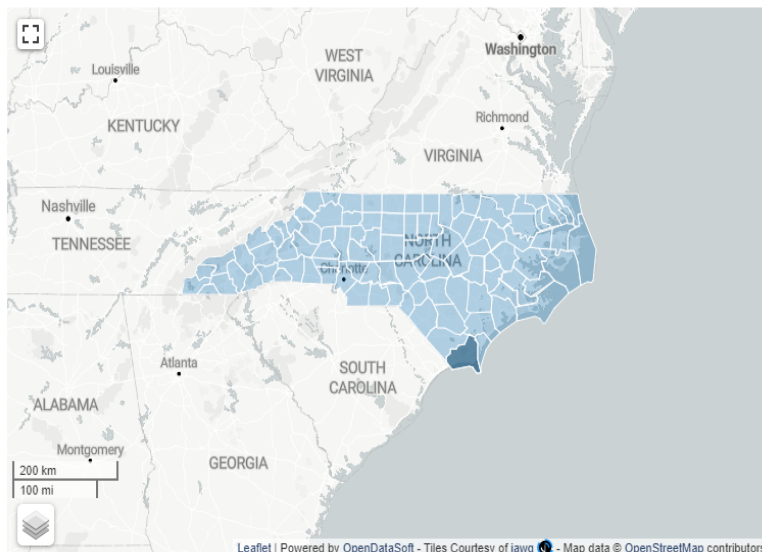 WEST
VIRGINIA
Washington
Louisville
KENTUCKY
Richmond
VIRGINIA
Nashville
TENNESSEE
NORTH
CAROLINA
Charlotte
Atlanta
SOUTH
CAROLINA
ALABAMA
Montgomery
GEORGIA
200 km
100 mi
Leaflet | Powered by OpenDataSoft - Tiles Courtesy of jawg - Map data © OpenStreetMap contributors